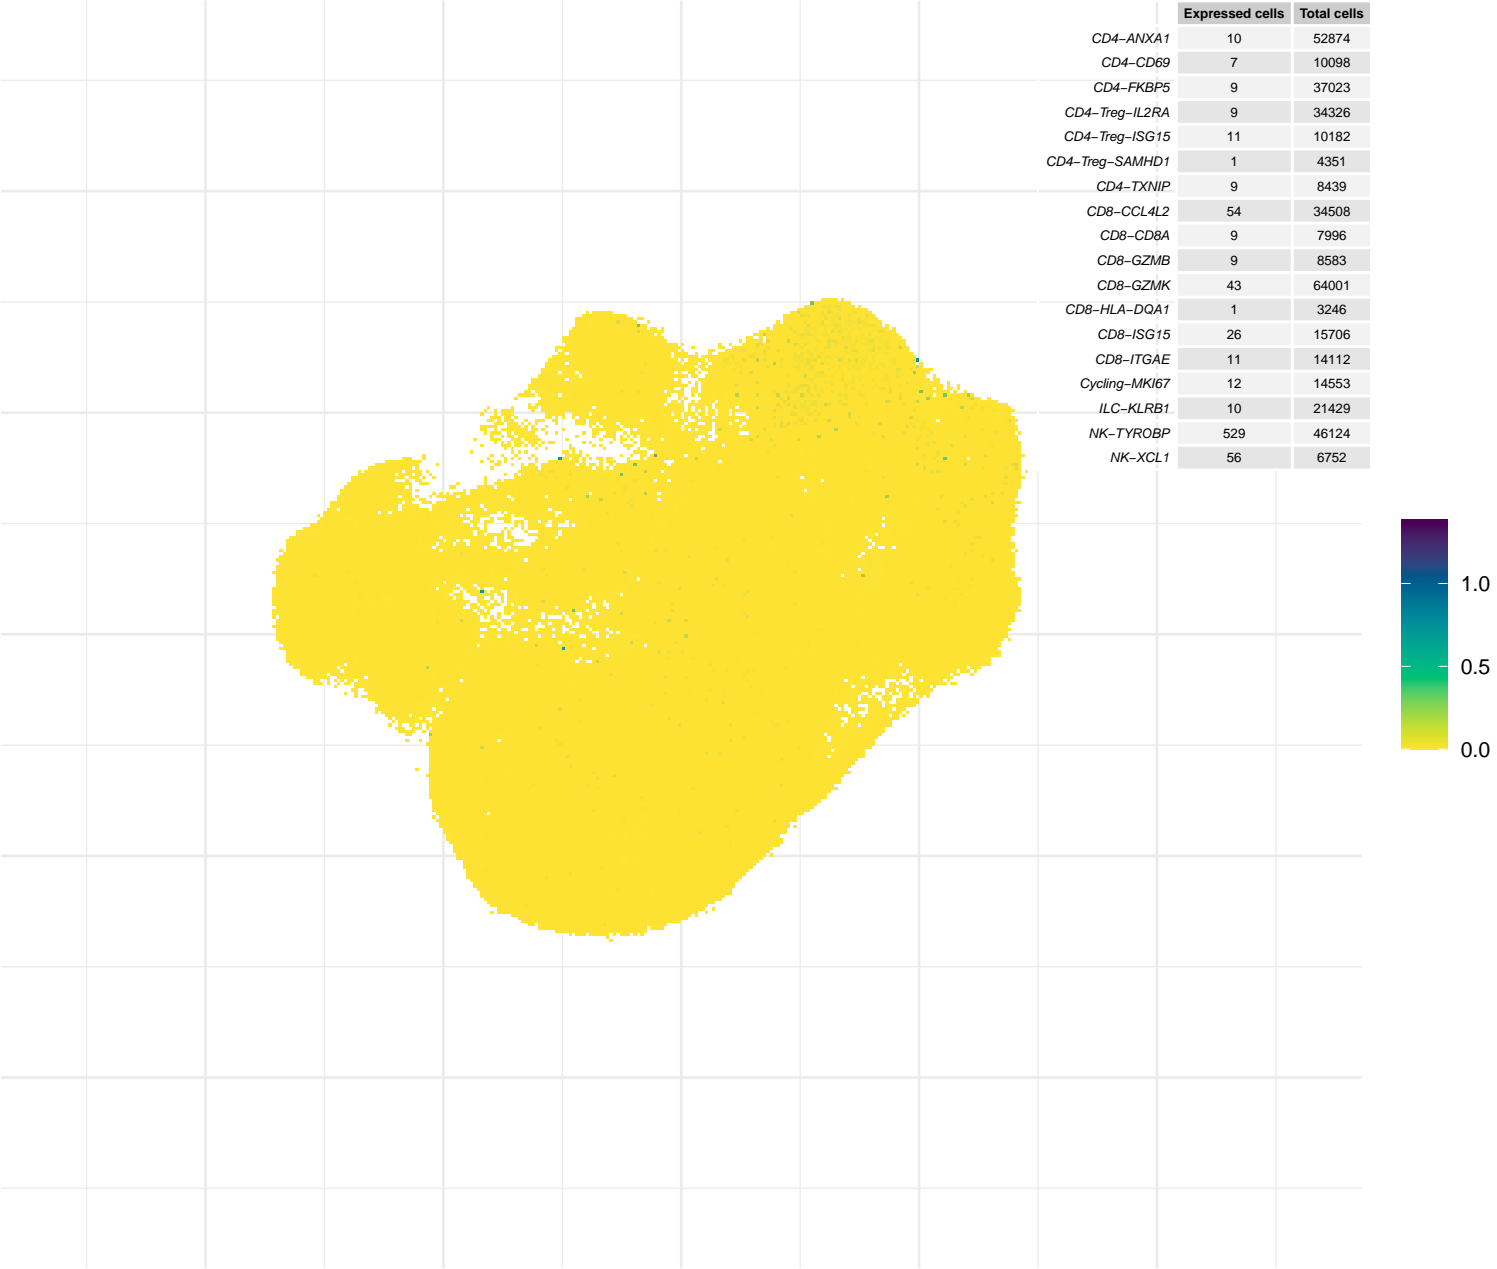 Expressed cells Total cells
CD4−ANXA1 10 52874
CD4−CD69 7 10098
CD4−FKBP5 9 37023
CD4−Treg−IL2RA 9 34326
CD4−Treg−ISG15 11 10182
CD4−Treg−SAMHD1 1 4351
CD4−TXNIP 9 8439
CD8−CCL4L2 54 34508
CD8−CD8A 9 7996
CD8−GZMB 9 8583
CD8−GZMK 43 64001
CD8−HLA−DQA1 1 3246
CD8−ISG15 26 15706
CD8−ITGAE 11 14112
Cycling−MKI67 12 14553
ILC−KLRB1 10 21429
NK−TYROBP 529 46124
NK−XCL1 56 6752
1.0
0.5
0.0